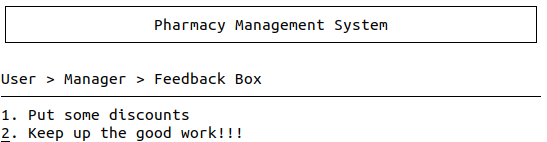 Pharmacy Management System
User > Manager > Feedback Box
1. Put some discounts
2. Keep up the good work!!!